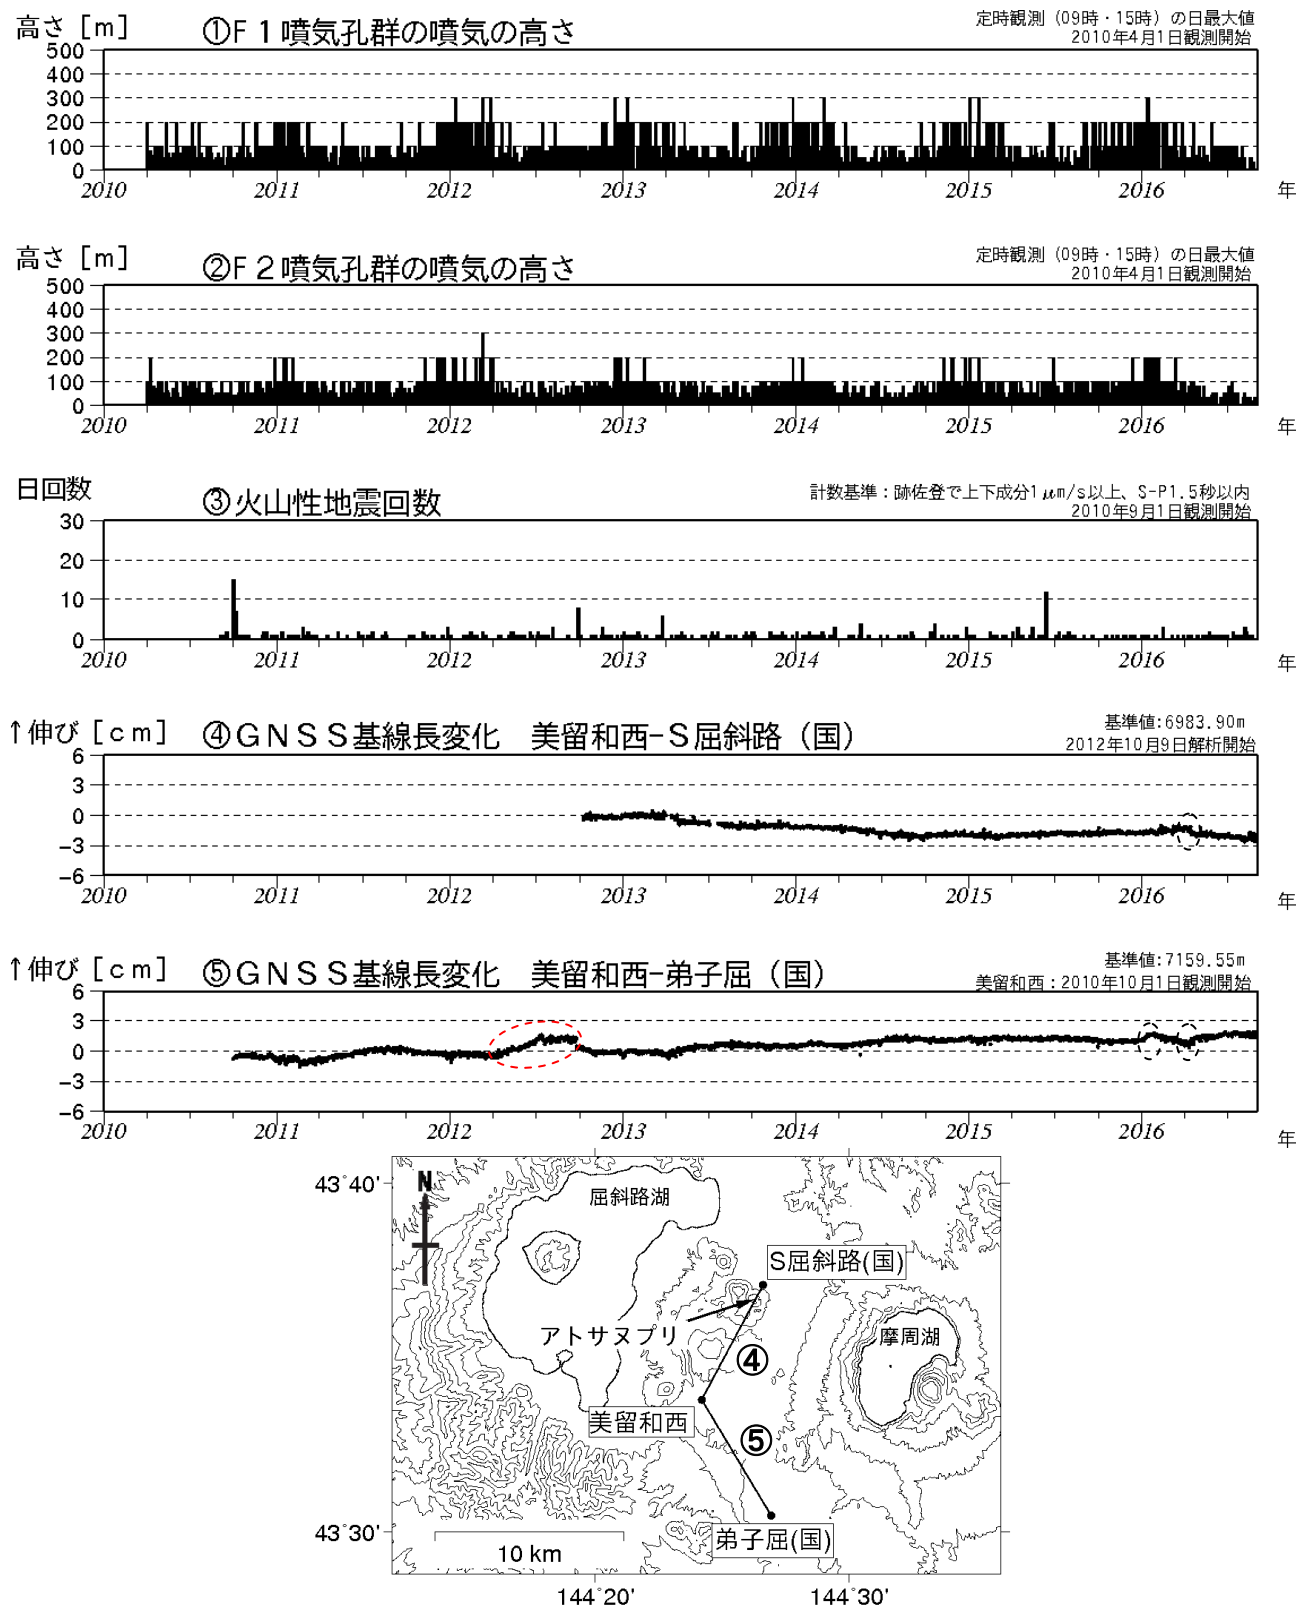 高さ［m］
①Ｆ１噴気孔群の噴気の高さ
定時観測（09時・15時）の日最大値
2010年4月1日観測開始
500
400
300
200
100
0
2010 2011 2012 2013 2014 2015 2016 年
高さ［m］
②Ｆ２噴気孔群の噴気の高さ
定時観測（09時・15時）の日最大値
2010年4月1日観測開始
500
400
300
200
100
0
2010 2011 2012 2013 2014 2015 2016 年
日回数
③火山性地震回数
計数基準：跡佐登で上下成分1μm/s以上、S-P1.5秒以内
2010年9月1日観測開始
30
20
10
0
2010 2011 2012 2013 2014 2015 2016 年
↑伸び［ｃｍ］
④ＧＮＳＳ基線長変化　美留和西-Ｓ屈斜路（国）
基準値:6983.90m
2012年10月9日解析開始
6
3
0
-3
-6
2010 2011 2012 2013 2014 2015 2016 年
↑伸び［ｃｍ］
⑤ＧＮＳＳ基線長変化　美留和西-弟子屈（国）
基準値:7159.55m
美留和西：2010年10月1日観測開始
6
3
0
-3
-6
2010 2011 2012 2013 2014 2015 2016 年
43°40'
N
屈斜路湖
S屈斜路(国)
アトサヌプリ
摩周湖
④
美留和西
⑤
弟子屈(国)
43°30'
10 km
144°20' 144°30'